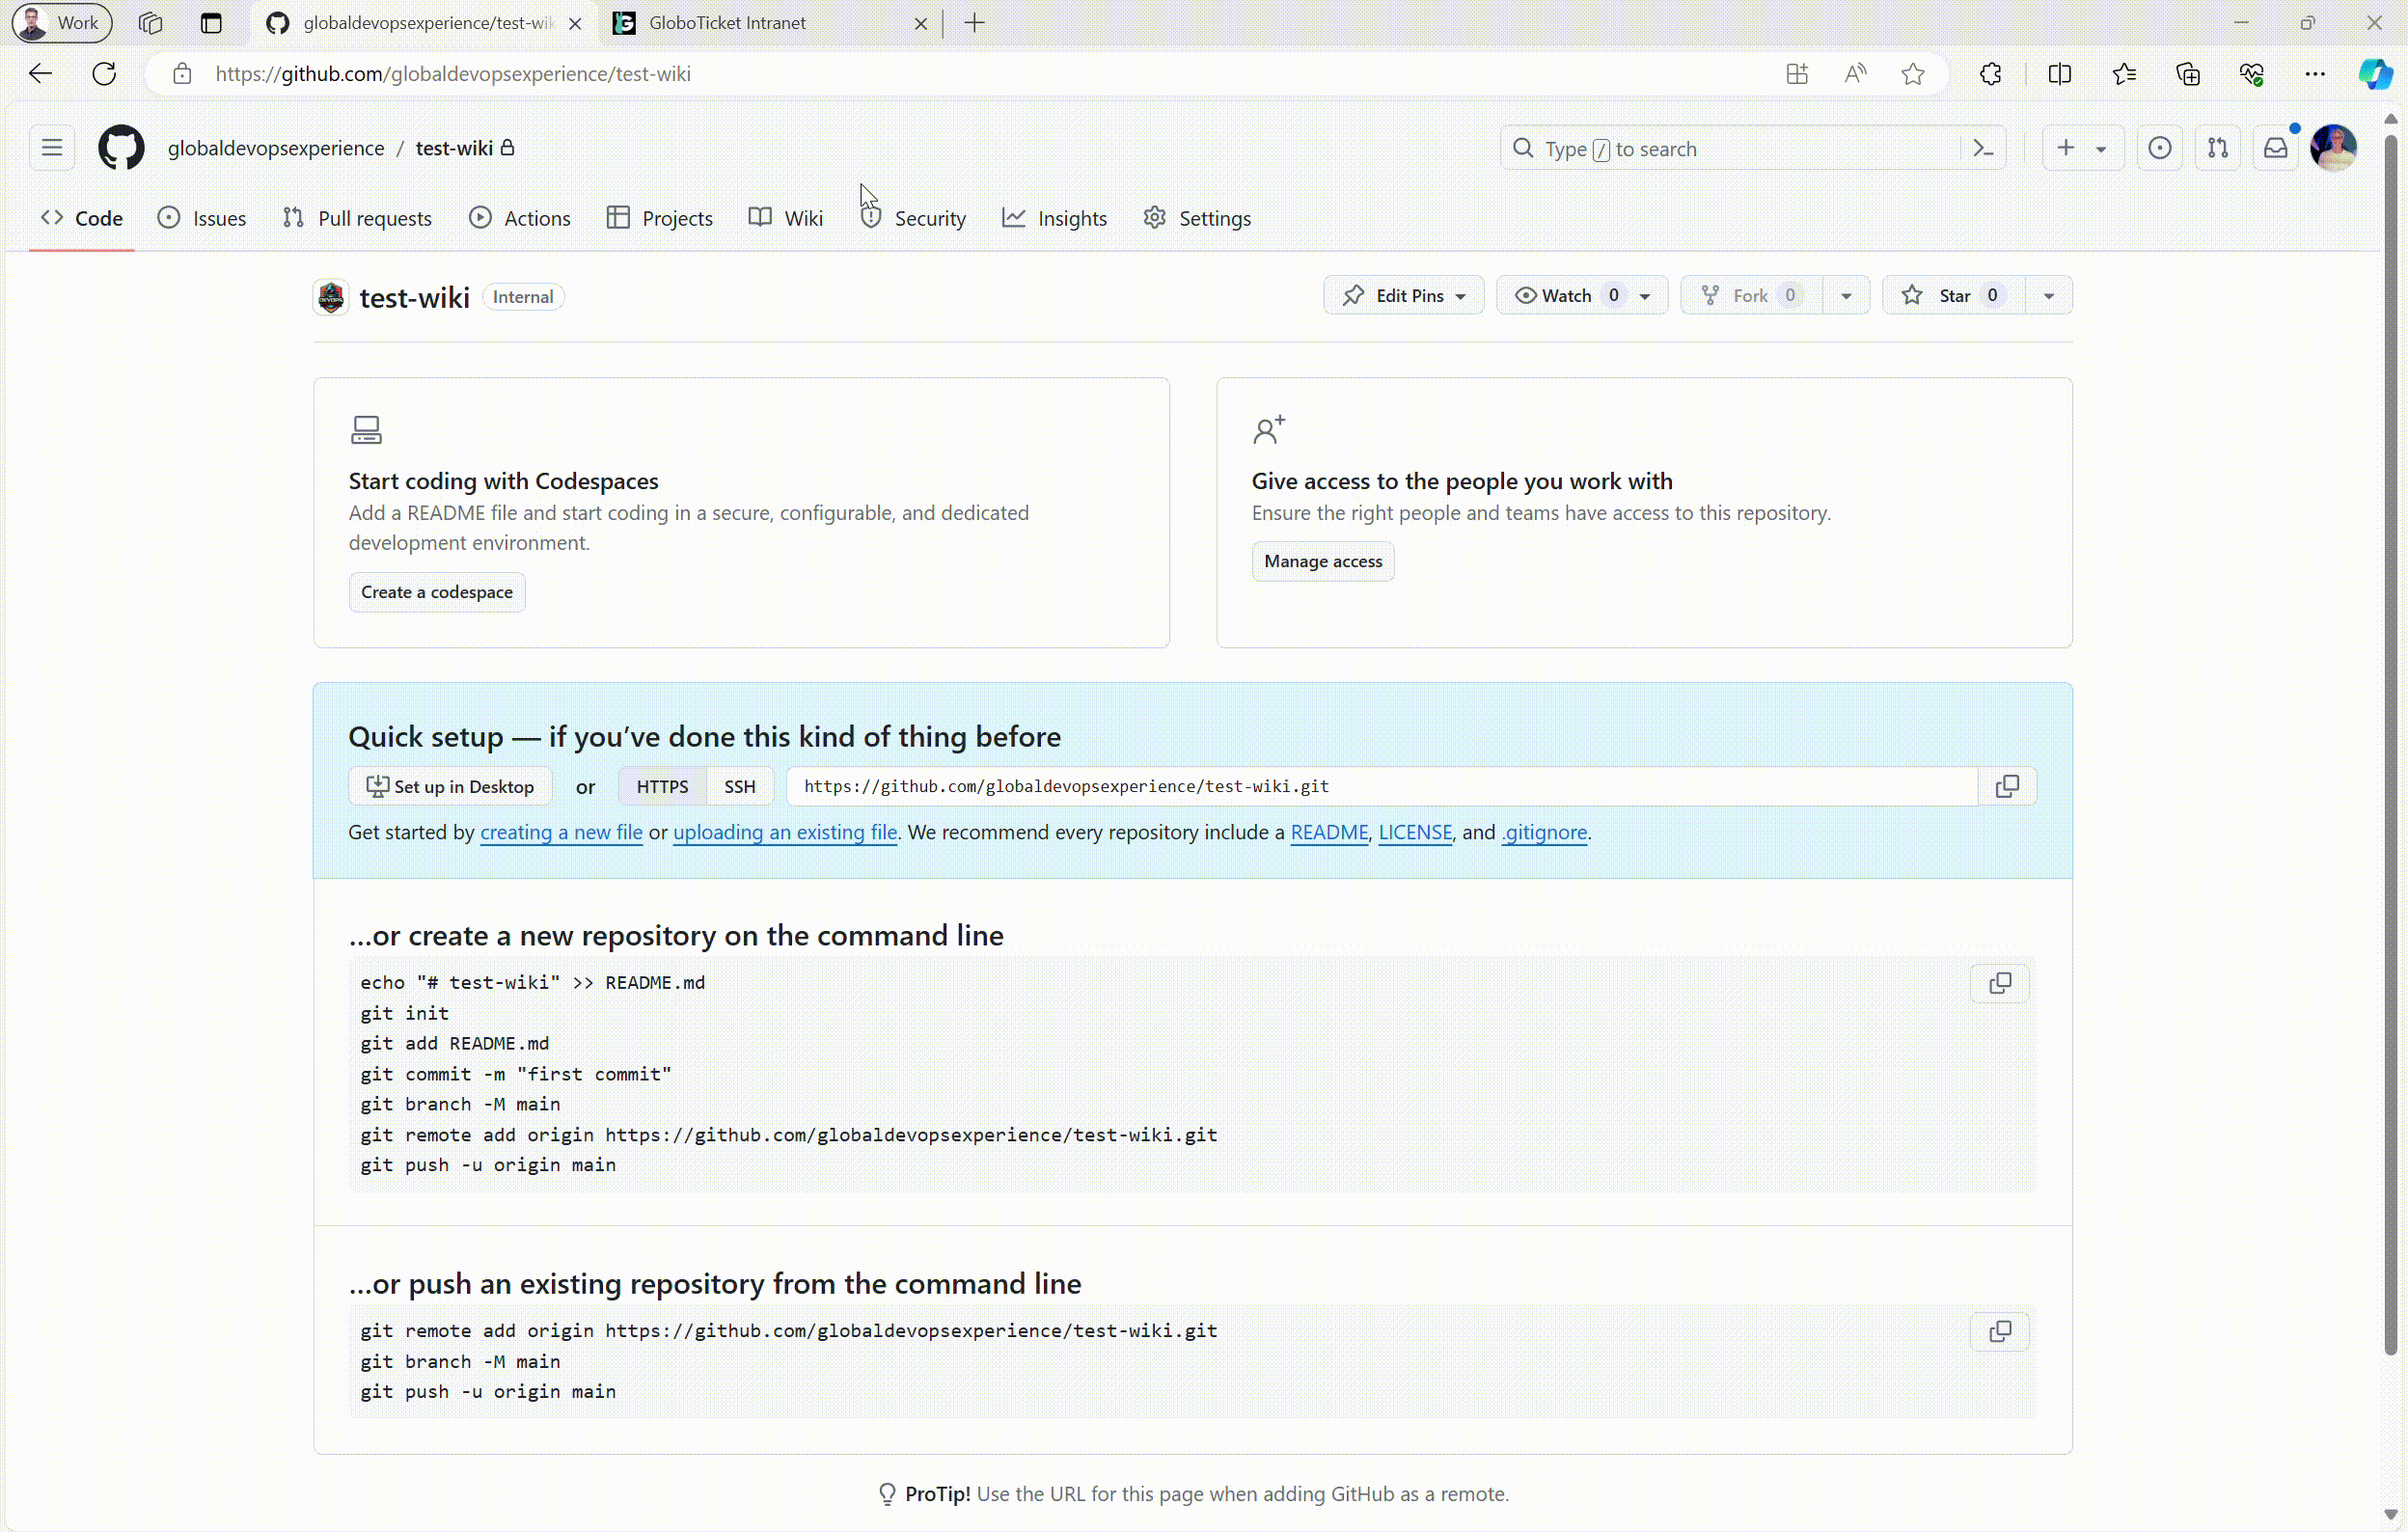 Work
globaldevopsexperience/test-wik
GloboTicket Intranet
https://github.com/globaldevopsexperience/test-wiki
globaldevopsexperience / test-wiki
Type / to search
Code
Issues
Pull requests
Actions
Projects
Wiki
Security
Insights
Settings
test-wiki
Internal
Edit Pins
Watch 0
Fork 0
Star 0
Start coding with Codespaces
Add a README file and start coding in a secure, configurable, and dedicated
development environment.
Create a codespace
Give access to the people you work with
Ensure the right people and teams have access to this repository.
Manage access
Quick setup — if you’ve done this kind of thing before
Set up in Desktop or HTTPS SSH https://github.com/globaldevopsexperience/test-wiki.git
Get started by creating a new file or uploading an existing file. We recommend every repository include a README, LICENSE, and .gitignore.
…or create a new repository on the command line
echo "# test-wiki" >> README.md
git init
git add README.md
git commit -m "first commit"
git branch -M main
git remote add origin https://github.com/globaldevopsexperience/test-wiki.git
git push -u origin main
…or push an existing repository from the command line
git remote add origin https://github.com/globaldevopsexperience/test-wiki.git
git branch -M main
git push -u origin main
ProTip! Use the URL for this page when adding GitHub as a remote.